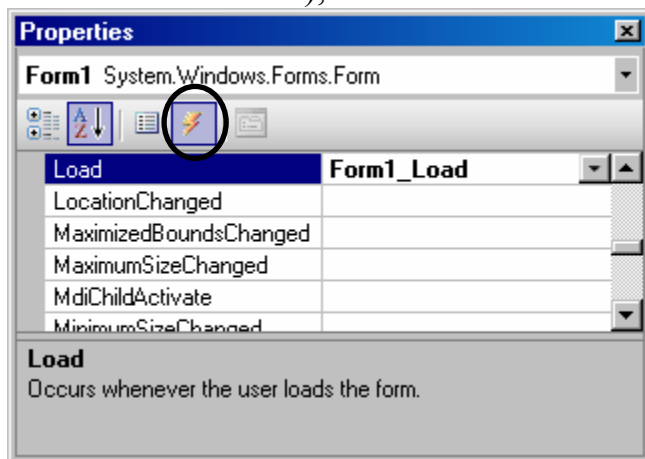 ),
Properties
Form1 System.Windows.Forms.Form
A
Z
Load Form1_Load
LocationChanged
MaximizedBoundsChanged
MaximumSizeChanged
MdiChildActivate
MinimumSizeChanged
Load
Occurs whenever the user loads the form.